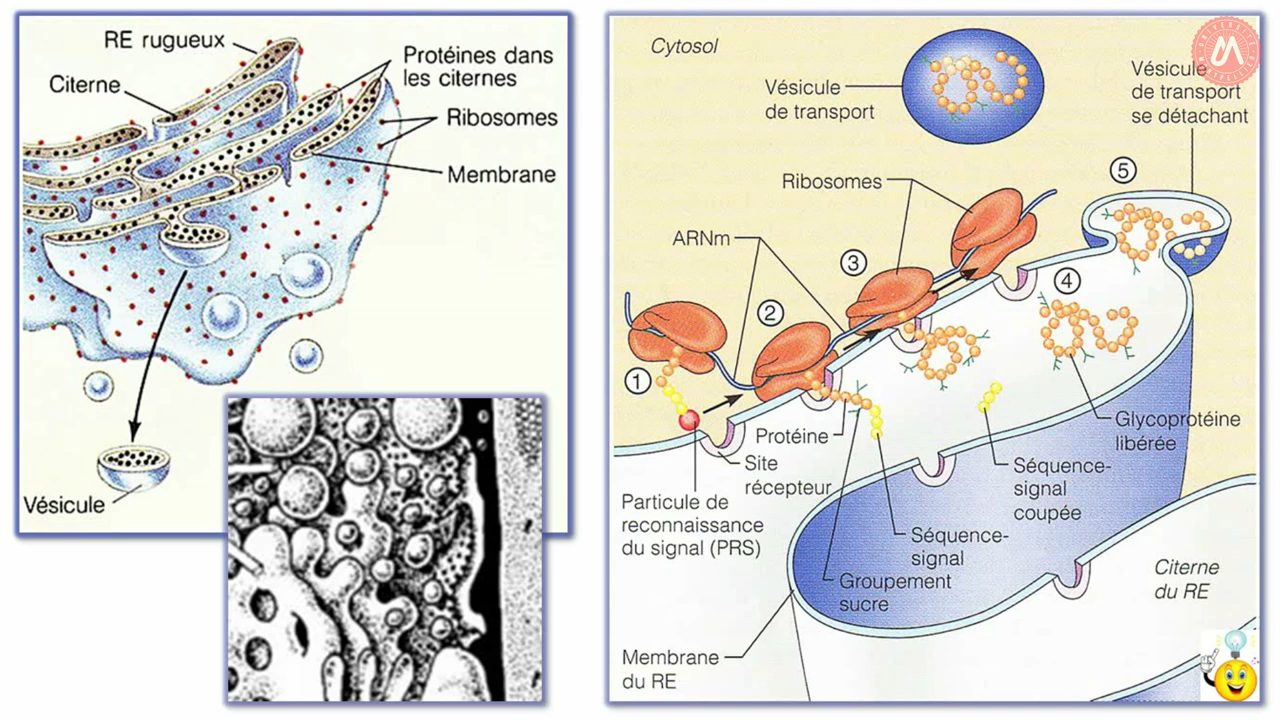 RE rugueux
Citerne
Protéines dans
les citernes
Ribosomes
Membrane
Vésicule
Cytosol
Vésicule
de transport
Vésicule
de transport
se détachant
UNIVERSITÉ
MONTPELLIER
Ribosomes
ARNm
1
2
3
4
5
Protéine
Site
récepteur
Particule de
reconnaissance
du signal (PRS)
Glycoprotéine
libérée
Séquence-
signal
coupée
Séquence-
signal
Groupement
sucre
Citerne
du RE
Membrane
du RE